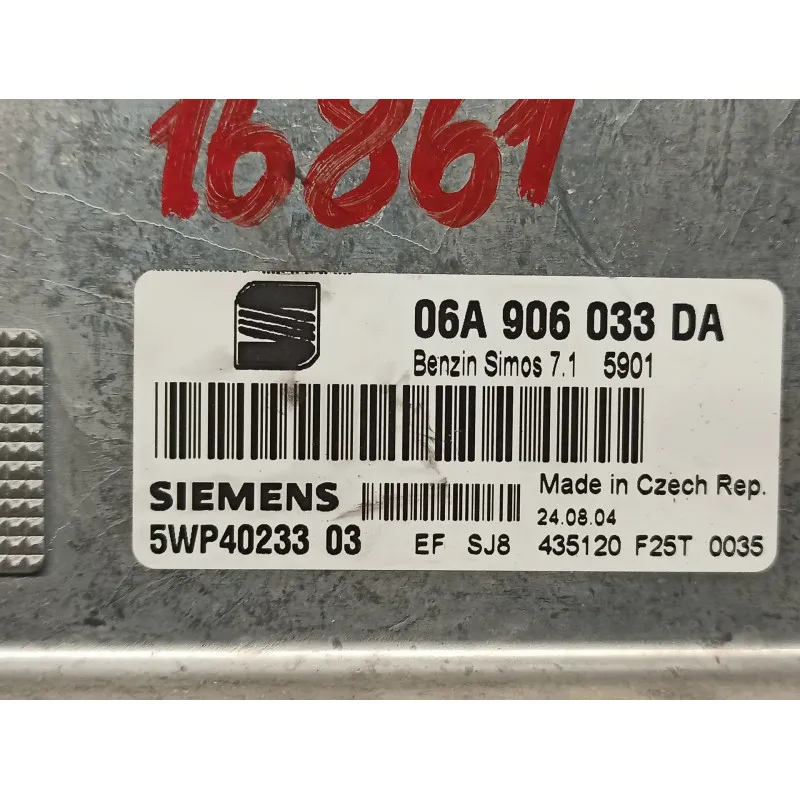 16861
06A 906 033 DA
Benzin Simos 7.1 5901
SIEMENS
Made in Czech Rep.
24.08.04
5WP40233 03 EF SJ8 435120 F25T 0035